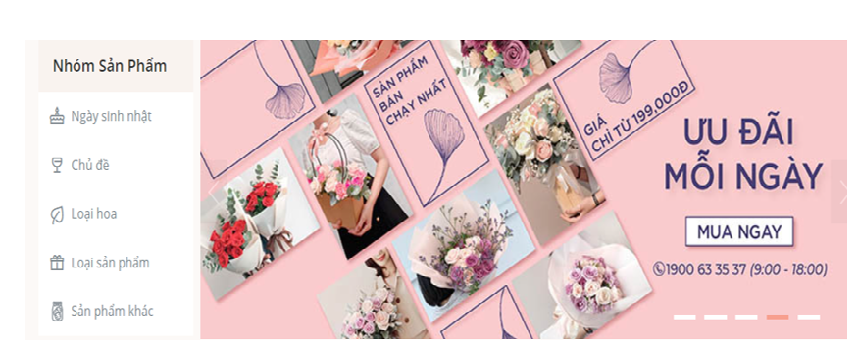 Nhóm Sản Phẩm
Ngày sinh nhật
Chủ đề
Loại hoa
Loại sản phẩm
Sản phẩm khác
SẢN PHẨM
BÁN
CHẠY NHẤT
GIÁ
CHỈ TỪ 199.000Đ
ƯU ĐÃI
MỖI NGÀY
MUA NGAY
1900 63 35 37 (9:00 - 18:00)